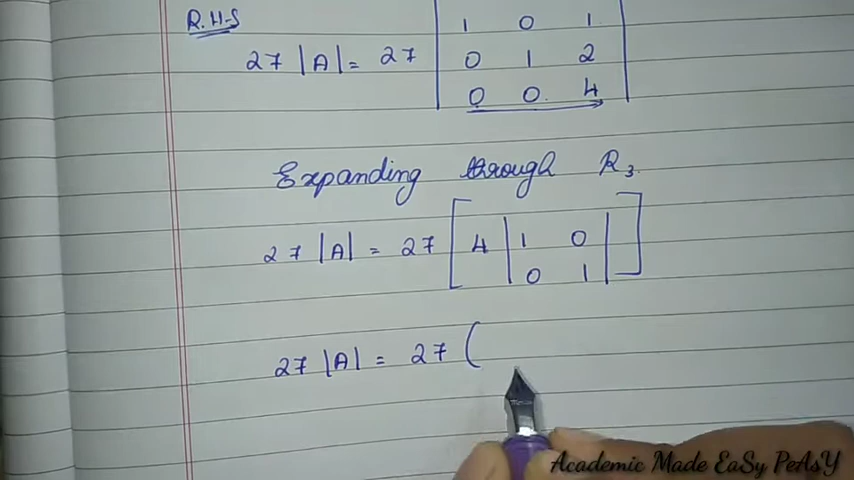 R.H.S
27 |A| = 27 | 1 0 1 |
| 0 1 2 |
| 0 0 4 |
Expanding through R₃.
27 |A| = 27 [ 4 | 1 0 | ]
| 0 1 |
27 |A| = 27 (
Academic Made EaSy PeAsY